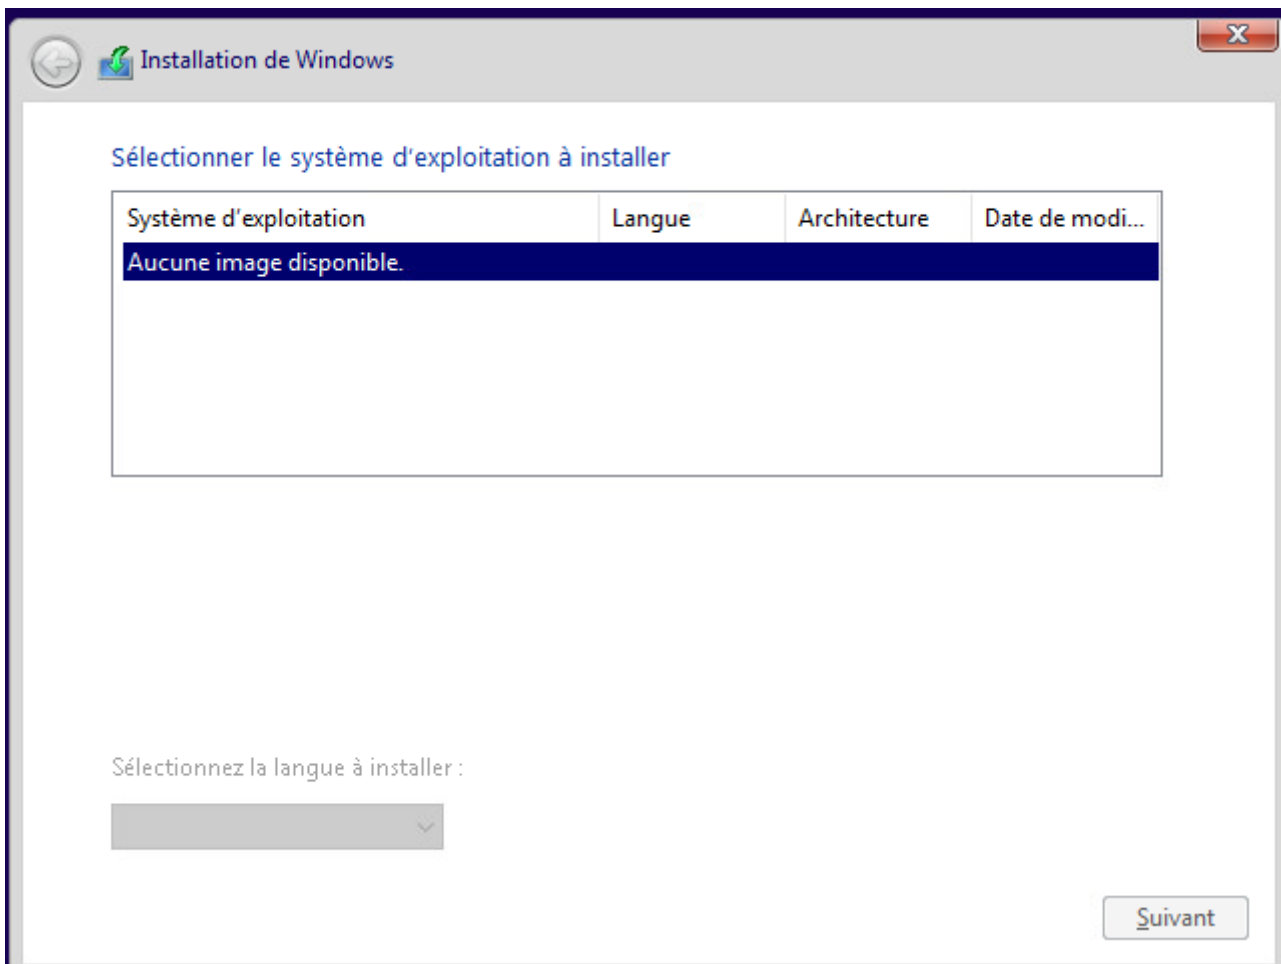 Installation de Windows
Sélectionner le système d'exploitation à installer
Système d'exploitation Langue Architecture Date de modi...
Aucune image disponible.
Sélectionnez la langue à installer :
Suivant